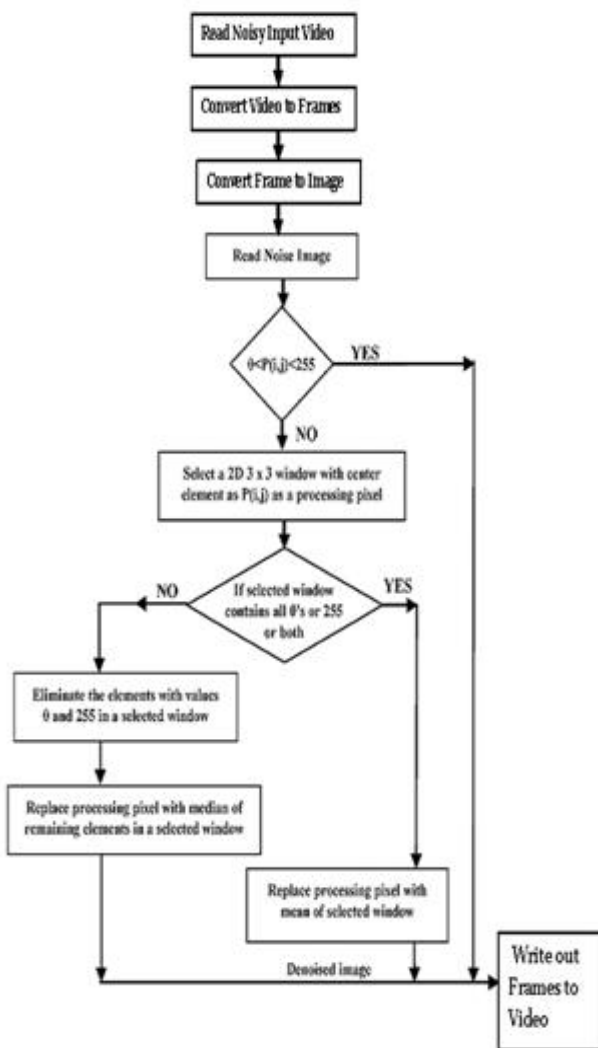 Read Noisy Input Video
Convert Video to Frames
Convert Frame to Image
Read Noise Image
0<P(i,j)<255
YES
NO
Select a 2D 3 x 3 window with center
element as P(i,j) as a processing pixel
NO
If selected window
contains all 0's or 255
or both
YES
Eliminate the elements with values
0 and 255 in a selected window
Replace processing pixel with median of
remaining elements in a selected window
Replace processing pixel with
mean of selected window
Denoised image
Write out
Frames to
Video